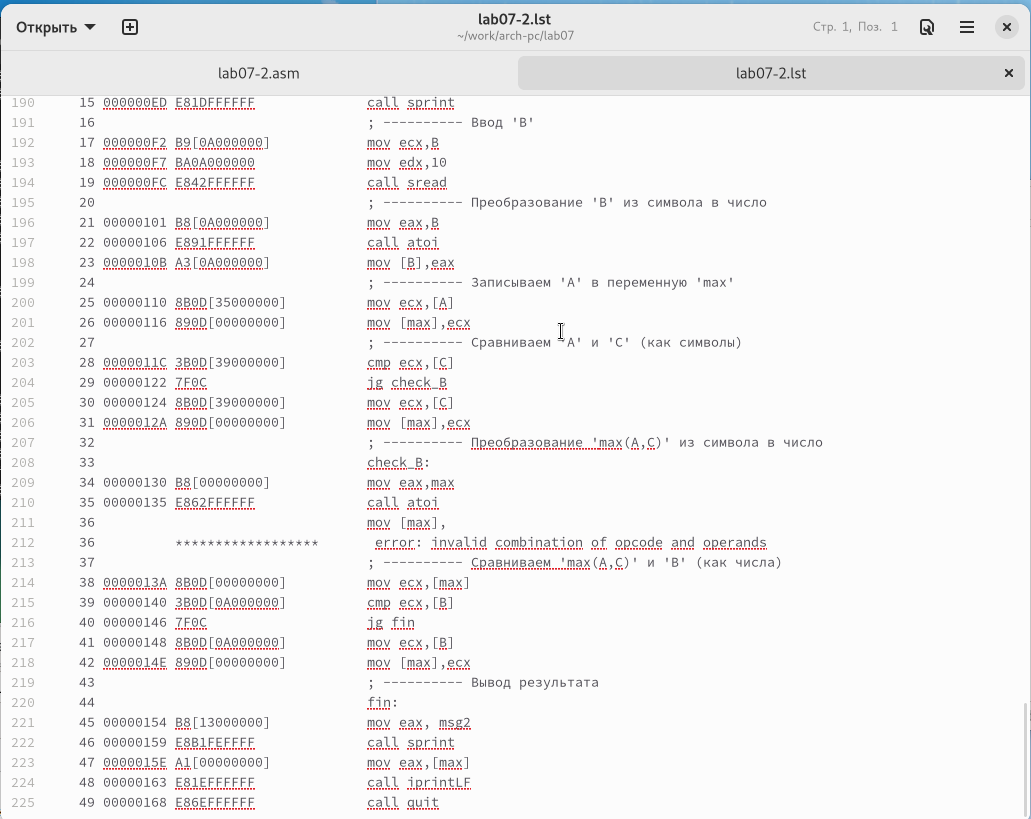 Открыть
lab07-2.lst
~/work/arch-pc/lab07
Стр. 1, Поз. 1
lab07-2.asm
lab07-2.lst
190 15 000000ED E81DFFFFFF call sprint
191 16 ; ---------- Ввод 'B'
192 17 000000F2 B9[0A000000] mov ecx,B
193 18 000000F7 BA0A000000 mov edx,10
194 19 000000FC E842FFFFFF call sread
195 20 ; ---------- Преобразование 'B' из символа в число
196 21 00000101 B8[0A000000] mov eax,B
197 22 00000106 E891FFFFFF call atoi
198 23 0000010B A3[0A000000] mov [B],eax
199 24 ; ---------- Записываем 'A' в переменную 'max'
200 25 00000110 8B0D[35000000] mov ecx,[A]
201 26 00000116 890D[00000000] mov [max],ecx
202 27 ; ---------- Сравниваем 'A' и 'C' (как символы)
203 28 0000011C 3B0D[39000000] cmp ecx,[C]
204 29 00000122 7F0C jg check_B
205 30 00000124 8B0D[39000000] mov ecx,[C]
206 31 0000012A 890D[00000000] mov [max],ecx
207 32 ; ---------- Преобразование 'max(A,C)' из символа в число
208 33 check_B:
209 34 00000130 B8[00000000] mov eax,max
210 35 00000135 E862FFFFFF call atoi
211 36 mov [max],
212 36 ****************** error: invalid combination of opcode and operands
213 37 ; ---------- Сравниваем 'max(A,C)' и 'B' (как числа)
214 38 0000013A 8B0D[00000000] mov ecx,[max]
215 39 00000140 3B0D[0A000000] cmp ecx,[B]
216 40 00000146 7F0C jg fin
217 41 00000148 8B0D[0A000000] mov ecx,[B]
218 42 0000014E 890D[00000000] mov [max],ecx
219 43 ; ---------- Вывод результата
220 44 fin:
221 45 00000154 B8[13000000] mov eax, msg2
222 46 00000159 E8B1FEFFFF call sprint
223 47 0000015E A1[00000000] mov eax,[max]
224 48 00000163 E81EFFFFFF call iprintLF
225 49 00000168 E86EFFFFFF call quit